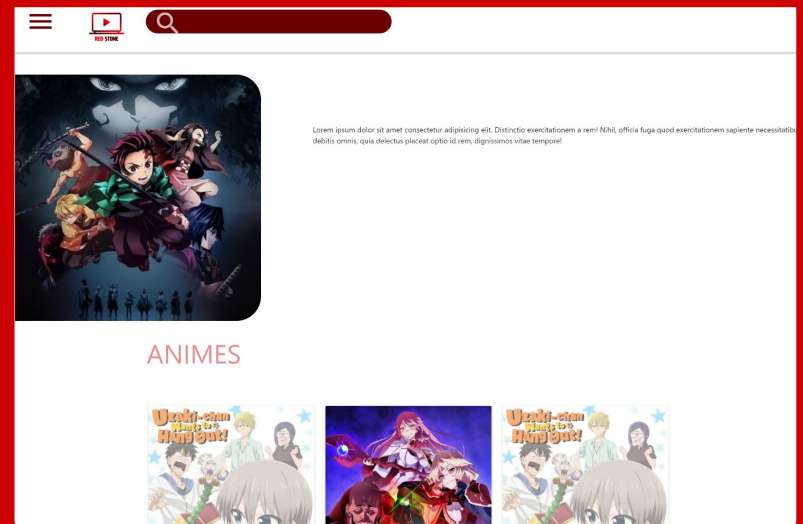 RED STONE
Lorem ipsum dolor sit amet consectetur adipisicing elit. Distinctio exercitationem a rem! Nihil, officia fuga quod exercitationem sapiente necessitatibu
debitis omnis, quia delectus placeat optio id rem, dignissimos vitae tempore!
ANIMES
Uzaki-chan
Wants to
Hang Out!
Uzaki-chan
Wants to
Hang Out!